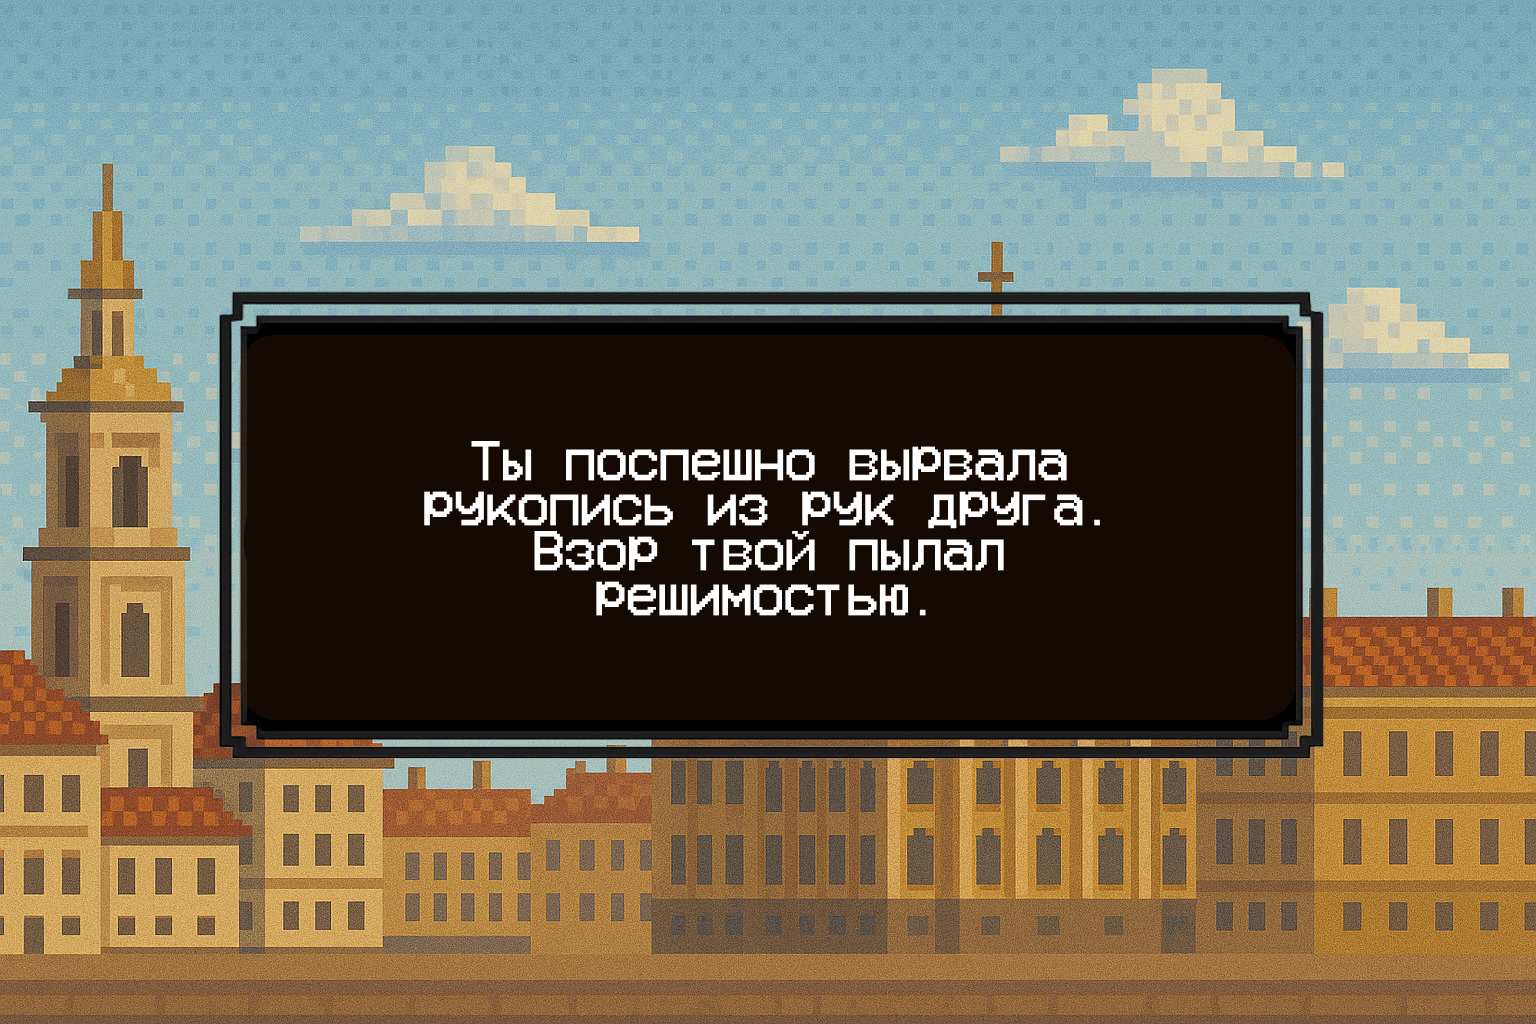 Ты поспешно вырвала
рукопись из рук друга.
Взор твой пылал
решимостью.